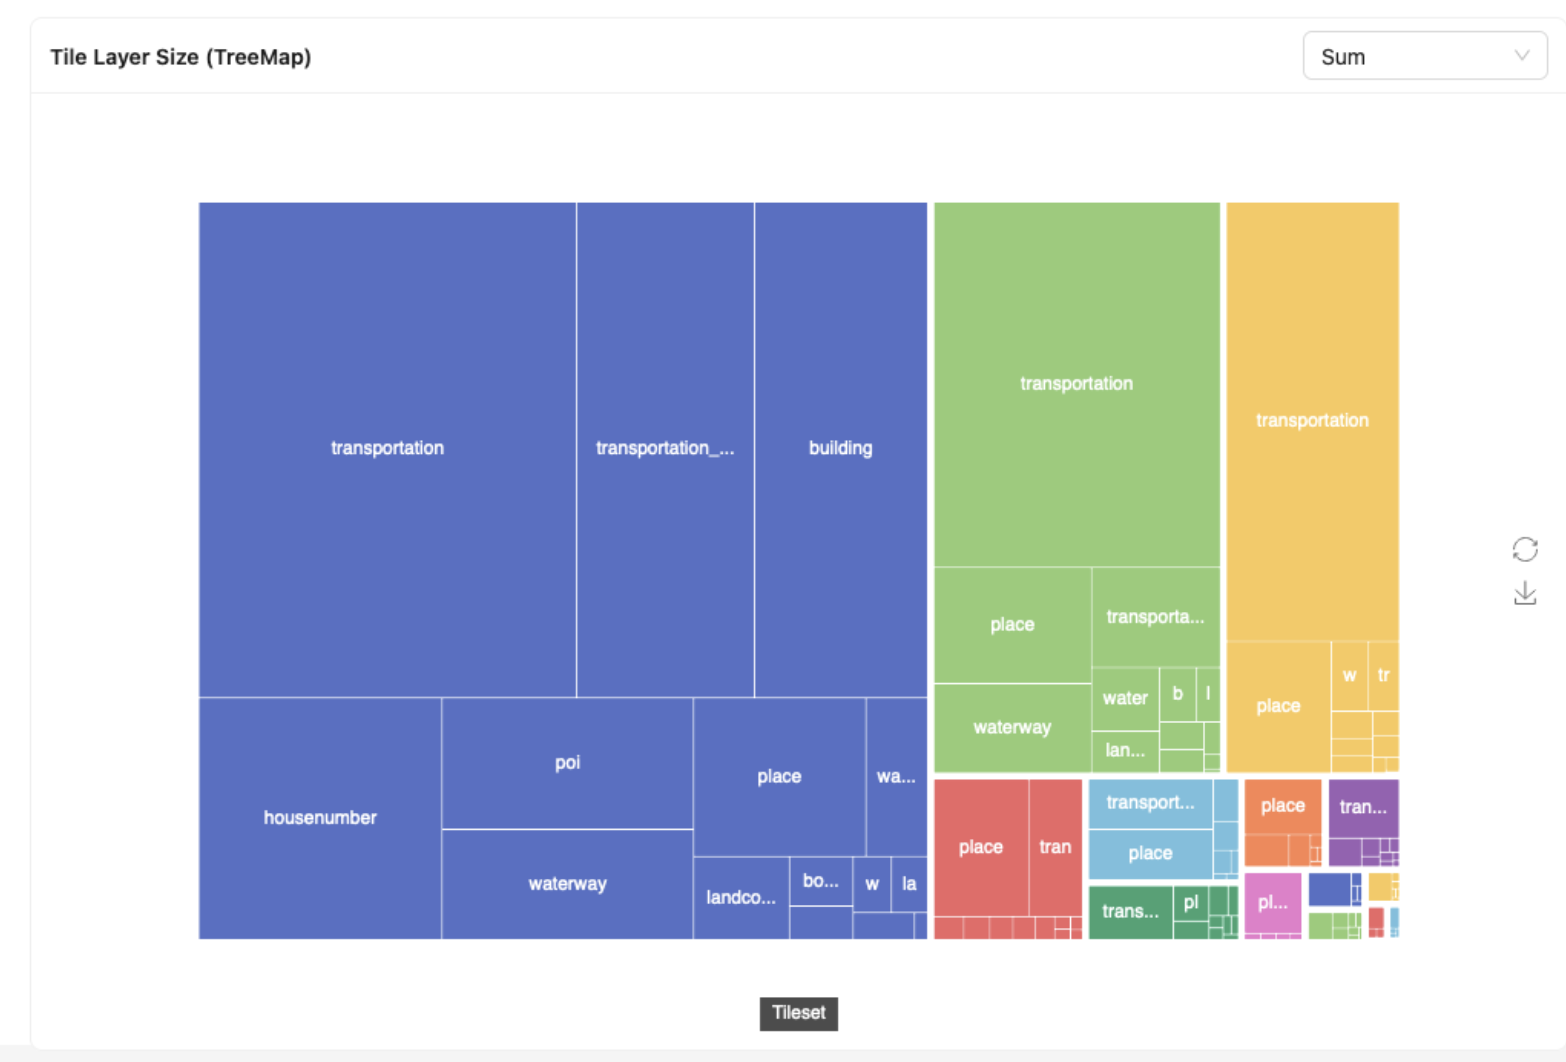 Tile Layer Size (TreeMap)
Sum
transportation
transportation_...
building
housenumber
poi
waterway
place
wa...
landco...
bo...
w
la
transportation
place
transporta...
waterway
water
b
l
lan...
transportation
place
w
tr
place
tran
transport...
place
trans...
pl
place
tran...
pl...
Tileset